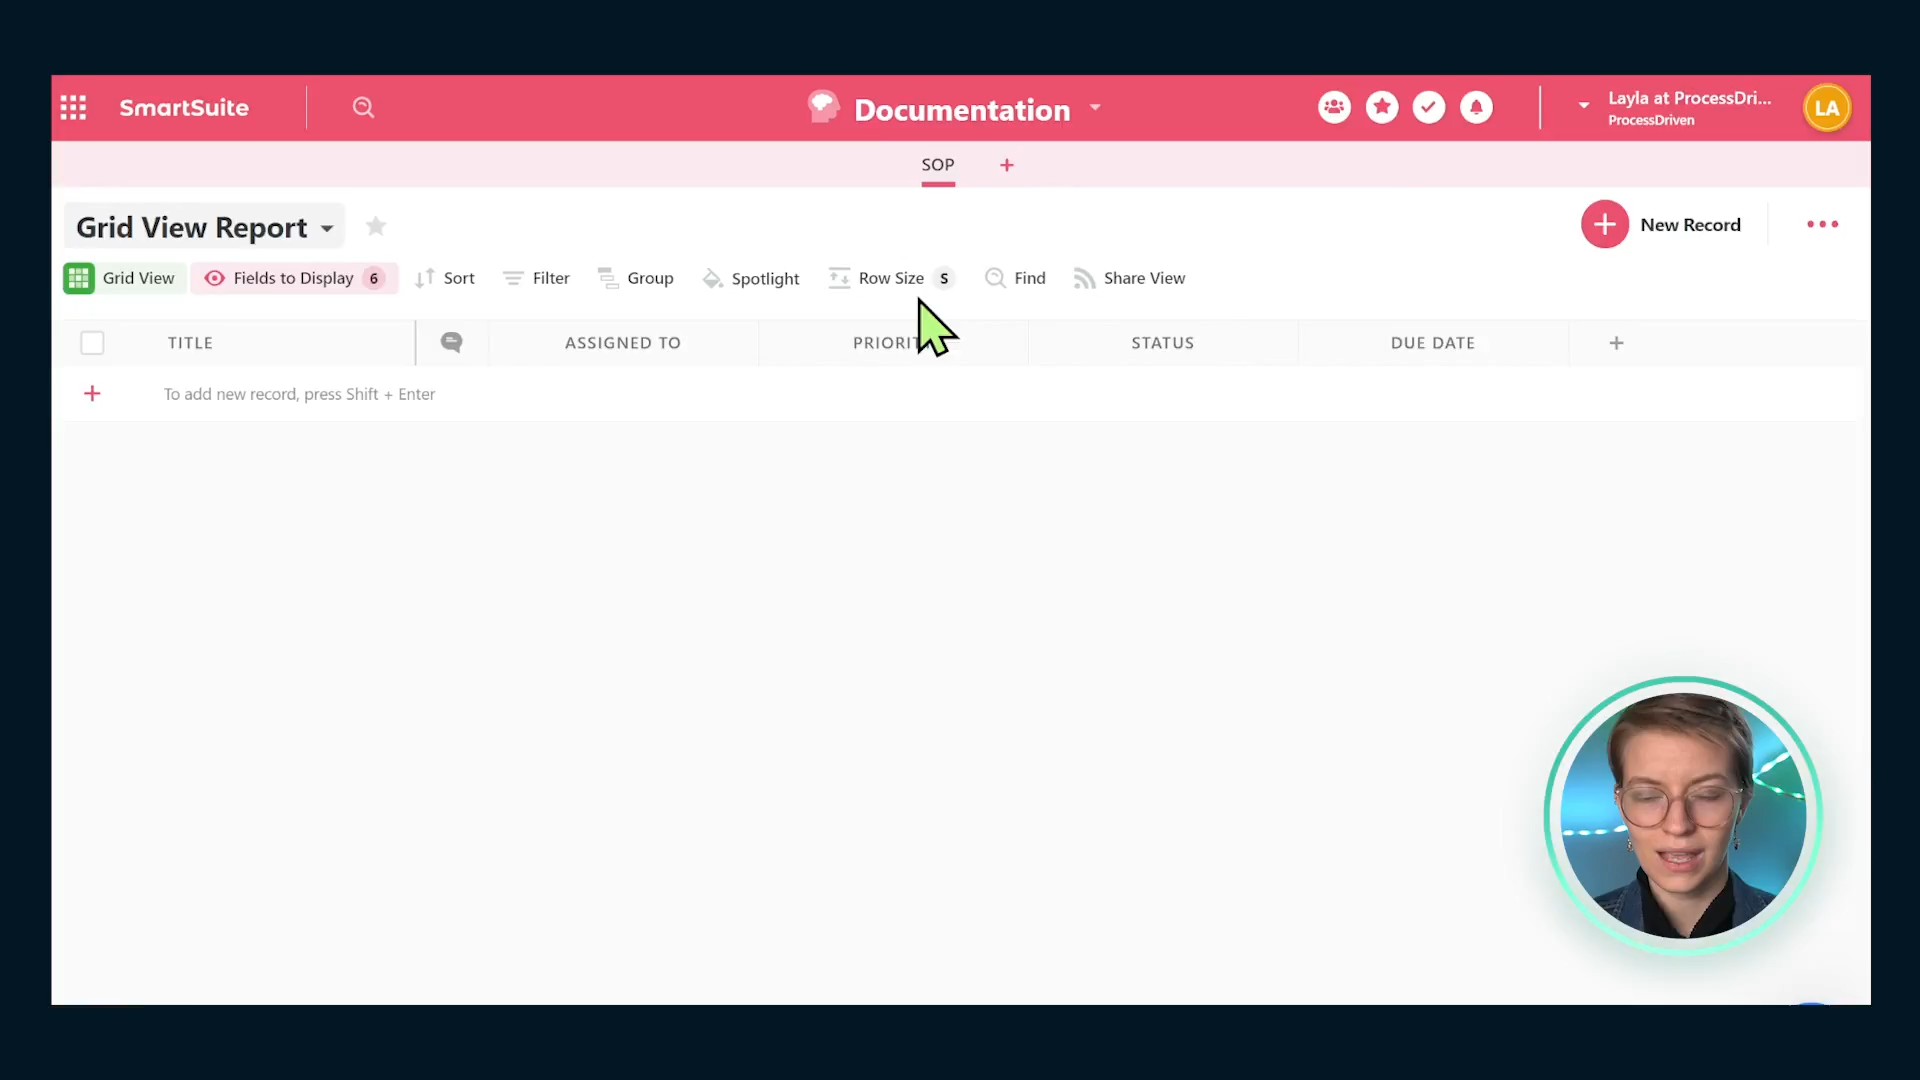 SmartSuite
Documentation
Layla at ProcessDri...
ProcessDriven
LA
SOP
+
Grid View Report
New Record
Grid View
Fields to Display 6
Sort
Filter
Group
Spotlight
Row Size S
Find
Share View
TITLE
ASSIGNED TO
PRIORIT
STATUS
DUE DATE
+
+ To add new record, press Shift + Enter